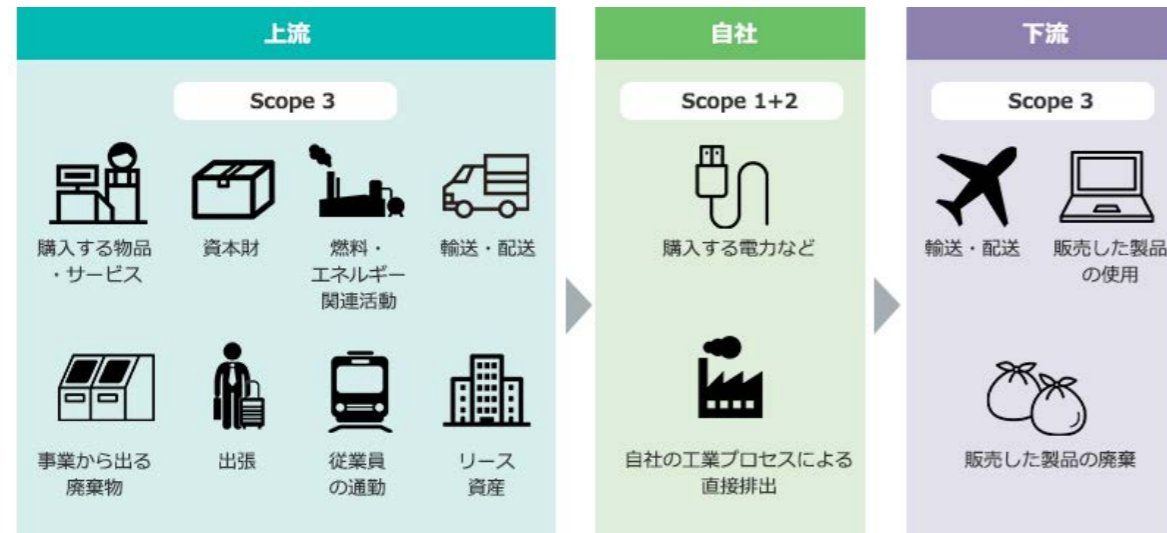 上流
Scope 3
購入する物品
・サービス
資本財
燃料・
エネルギー
関連活動
輸送・配送
事業から出る
廃棄物
出張
従業員
の通勤
リース
資産
自社
Scope 1+2
購入する電力など
自社の工業プロセスによる
直接排出
下流
Scope 3
輸送・配送
販売した製品
の使用
販売した製品の廃棄